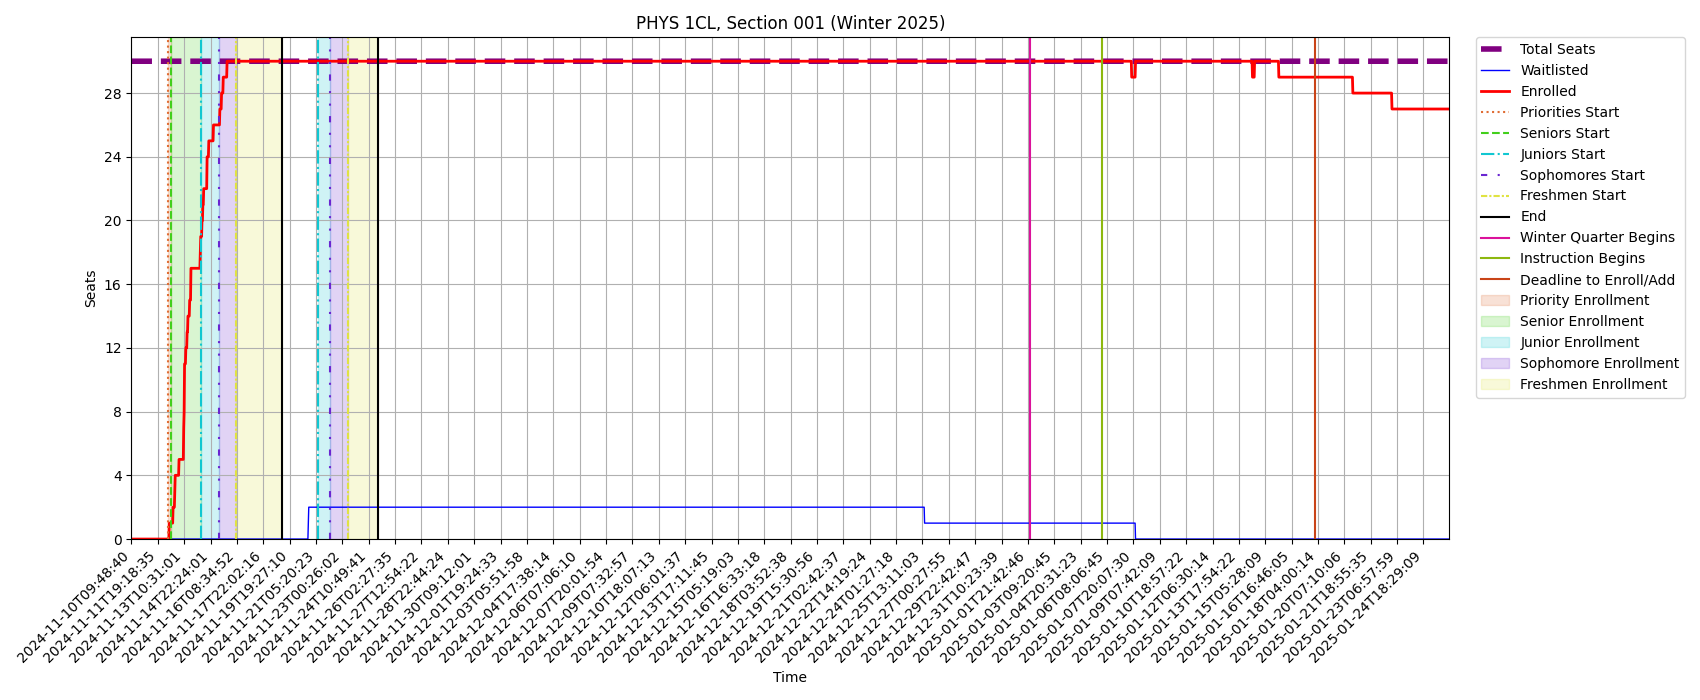 PHYS 1CL, Section 001 (Winter 2025)
Seats
28
24
20
16
12
8
4
0
2024-11-10T09:48:40
2024-11-11T19:18:35
2024-11-13T10:31:01
2024-11-14T22:24:01
2024-11-16T08:34:52
2024-11-17T22:02:16
2024-11-19T19:27:10
2024-11-21T05:20:23
2024-11-23T00:26:02
2024-11-24T10:49:41
2024-11-26T02:27:35
2024-11-27T12:54:22
2024-11-28T22:44:24
2024-11-30T09:12:01
2024-12-01T19:24:33
2024-12-03T05:51:58
2024-12-04T17:38:14
2024-12-06T07:06:10
2024-12-07T20:01:54
2024-12-09T07:32:57
2024-12-10T18:07:13
2024-12-12T06:01:37
2024-12-13T17:11:45
2024-12-15T05:19:03
2024-12-16T16:33:18
2024-12-18T03:52:38
2024-12-19T15:30:56
2024-12-21T02:42:37
2024-12-22T14:19:24
2024-12-24T01:27:18
2024-12-25T13:11:03
2024-12-27T00:27:55
2024-12-29T22:42:47
2024-12-31T10:23:39
2025-01-01T21:42:46
2025-01-03T09:20:45
2025-01-04T20:31:23
2025-01-06T08:06:45
2025-01-07T20:07:30
2025-01-09T07:42:09
2025-01-10T18:57:22
2025-01-12T06:30:14
2025-01-13T17:54:22
2025-01-15T05:28:09
2025-01-16T16:46:05
2025-01-18T04:00:14
2025-01-20T07:10:06
2025-01-21T18:55:35
2025-01-23T06:57:59
2025-01-24T18:29:09
Time
Total Seats
Waitlisted
Enrolled
Priorities Start
Seniors Start
Juniors Start
Sophomores Start
Freshmen Start
End
Winter Quarter Begins
Instruction Begins
Deadline to Enroll/Add
Priority Enrollment
Senior Enrollment
Junior Enrollment
Sophomore Enrollment
Freshmen Enrollment